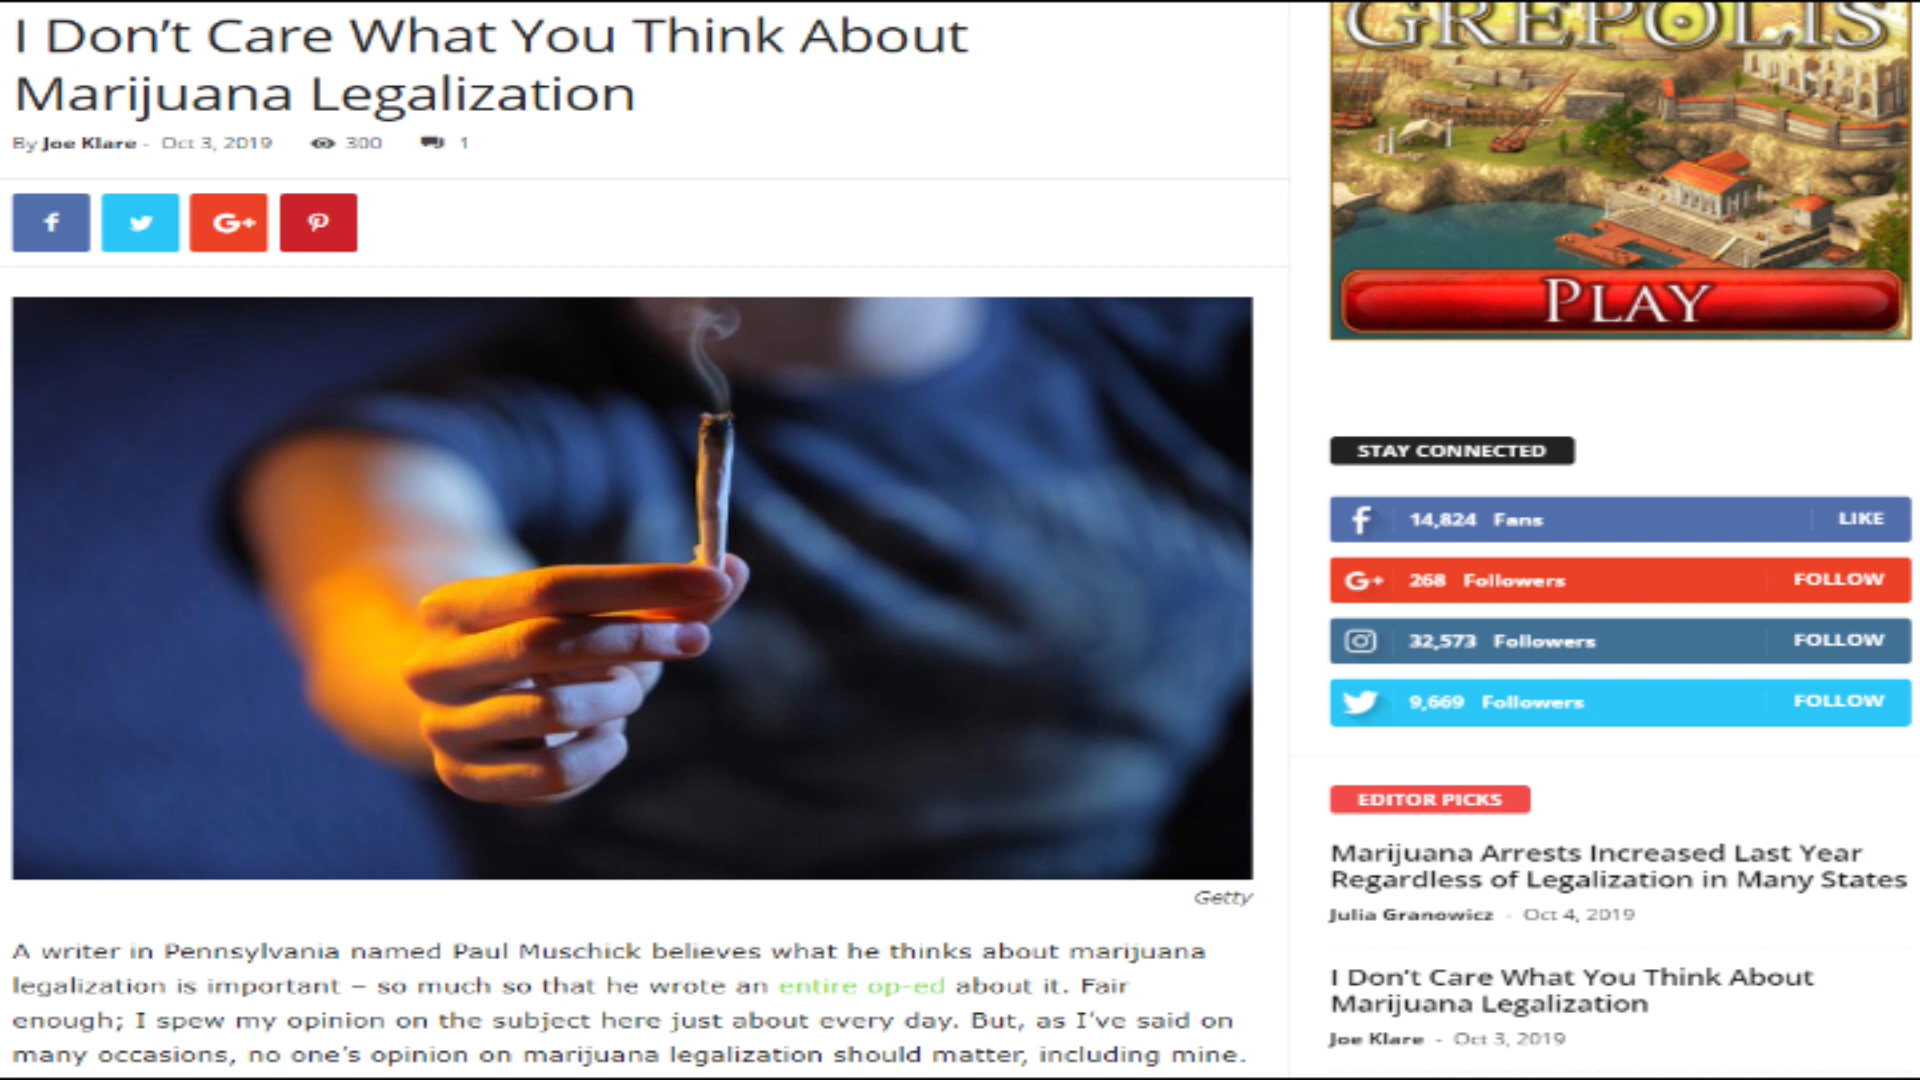 I Don't Care What You Think About
Marijuana Legalization
By Joe Klare - Oct 3, 2019 300 1
f G+
Getty
A writer in Pennsylvania named Paul Muschick believes what he thinks about marijuana
legalization is important – so much so that he wrote an entire op-ed about it. Fair
enough; I spew my opinion on the subject here just about every day. But, as I've said on
many occasions, no one's opinion on marijuana legalization should matter, including mine.
GREPOLIS
PLAY
STAY CONNECTED
f 14,824 Fans LIKE
G+ 268 Followers FOLLOW
32,573 Followers FOLLOW
9,669 Followers FOLLOW
EDITOR PICKS
Marijuana Arrests Increased Last Year
Regardless of Legalization in Many States
Julia Granowicz - Oct 4, 2019
I Don't Care What You Think About
Marijuana Legalization
Joe Klare - Oct 3, 2019